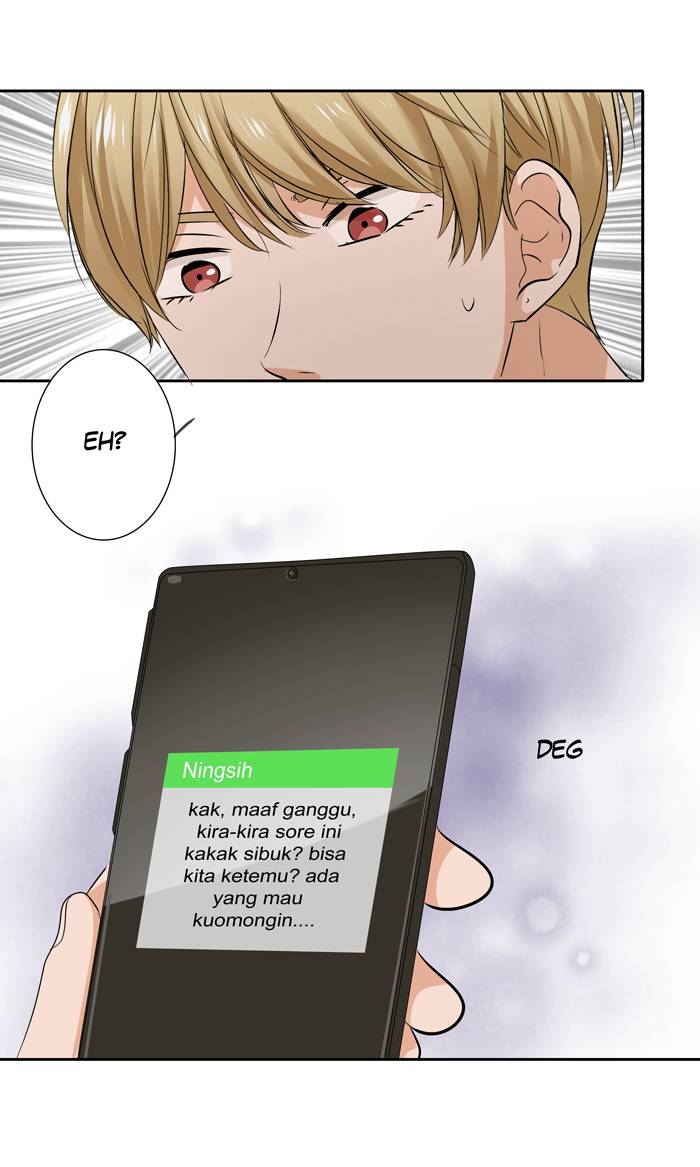 EH?
Ningsih
kak, maaf ganggu,
kira-kira sore ini
kakak sibuk? bisa
kita ketemu? ada
yang mau
kuomongin....
DEG